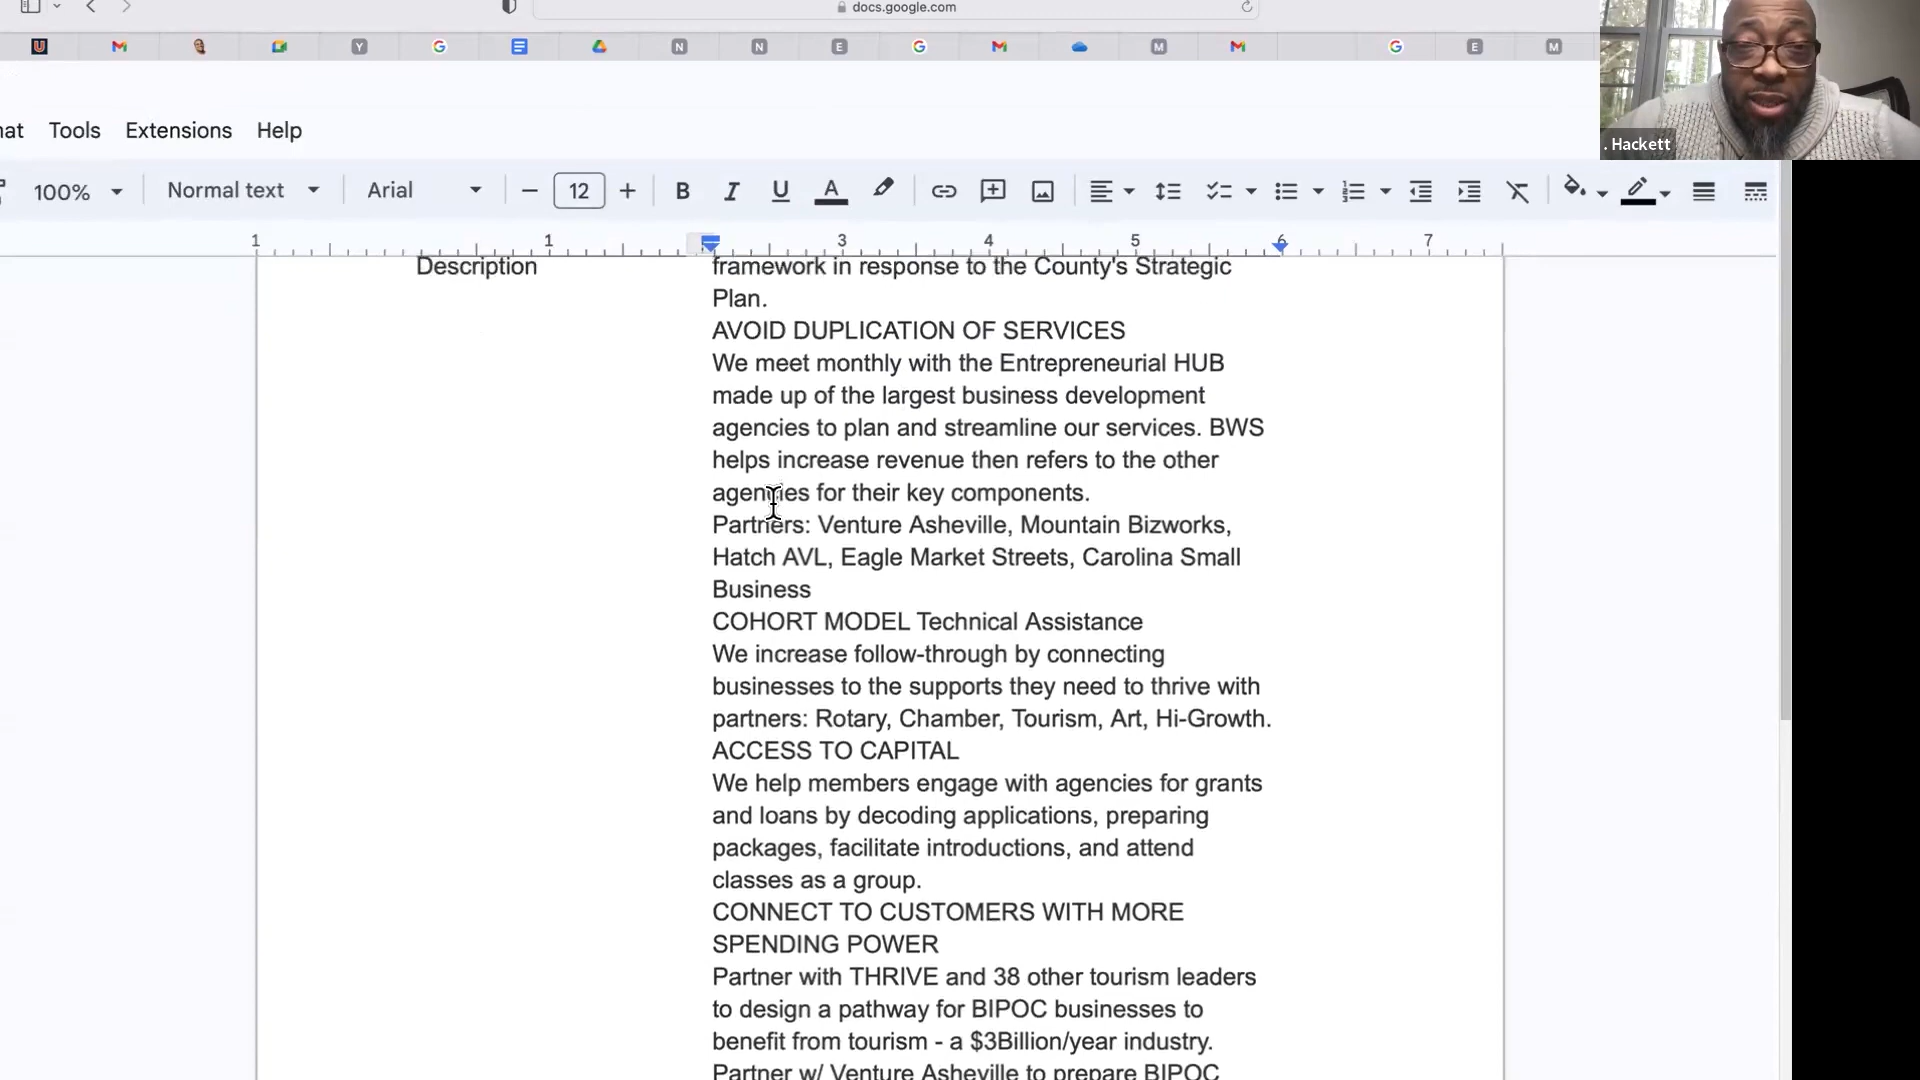 docs.google.com
U
Y
G
N
N
E
G
M
G
E
M
. Hackett
nat Tools Extensions Help
100% Normal text Arial 12 B I U A
1 1 3 4 5 6 7
Description
framework in response to the County's Strategic
Plan.
AVOID DUPLICATION OF SERVICES
We meet monthly with the Entrepreneurial HUB
made up of the largest business development
agencies to plan and streamline our services. BWS
helps increase revenue then refers to the other
agencies for their key components.
Partners: Venture Asheville, Mountain Bizworks,
Hatch AVL, Eagle Market Streets, Carolina Small
Business
COHORT MODEL Technical Assistance
We increase follow-through by connecting
businesses to the supports they need to thrive with
partners: Rotary, Chamber, Tourism, Art, Hi-Growth.
ACCESS TO CAPITAL
We help members engage with agencies for grants
and loans by decoding applications, preparing
packages, facilitate introductions, and attend
classes as a group.
CONNECT TO CUSTOMERS WITH MORE
SPENDING POWER
Partner with THRIVE and 38 other tourism leaders
to design a pathway for BIPOC businesses to
benefit from tourism - a $3Billion/year industry.
Partner w/ Venture Asheville to prepare BIPOC